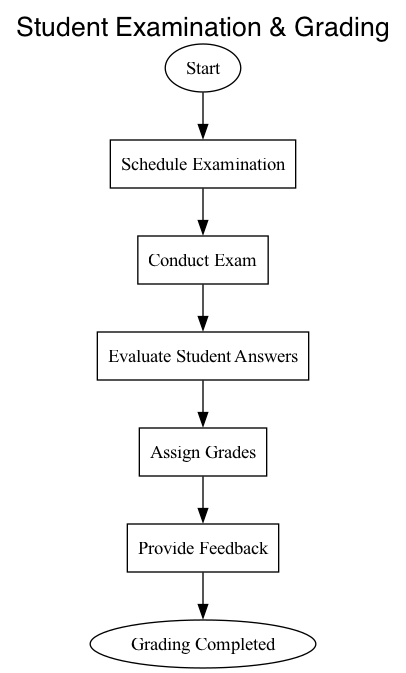 Student Examination & Grading
Start
Schedule Examination
Conduct Exam
Evaluate Student Answers
Assign Grades
Provide Feedback
Grading Completed